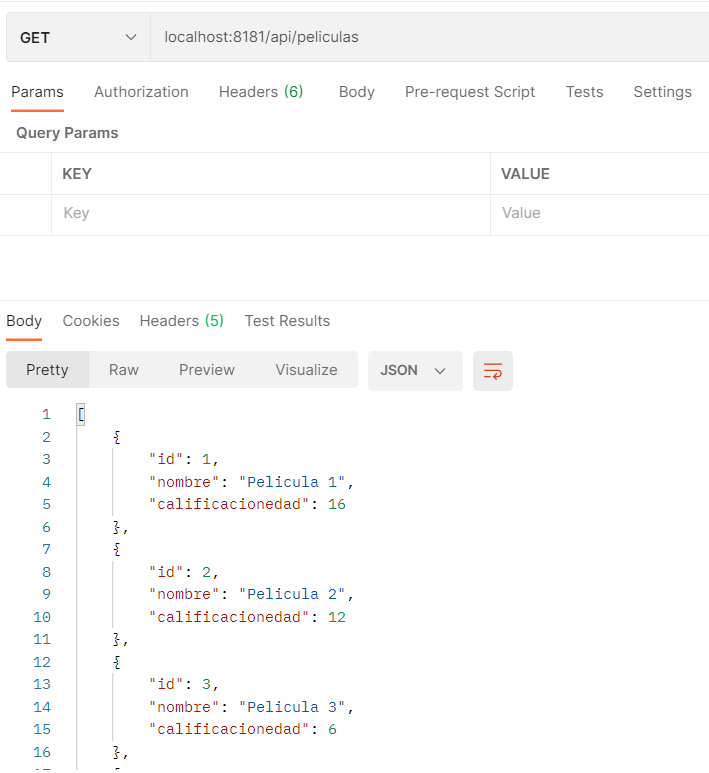 GET localhost:8181/api/peliculas
Params Authorization Headers (6) Body Pre-request Script Tests Settings
Query Params
KEY VALUE
Key Value
Body Cookies Headers (5) Test Results
Pretty Raw Preview Visualize JSON
1 [
2 {
3 "id": 1,
4 "nombre": "Pelicula 1",
5 "calificacionedad": 16
6 },
7 {
8 "id": 2,
9 "nombre": "Pelicula 2",
10 "calificacionedad": 12
11 },
12 {
13 "id": 3,
14 "nombre": "Pelicula 3",
15 "calificacionedad": 6
16 },